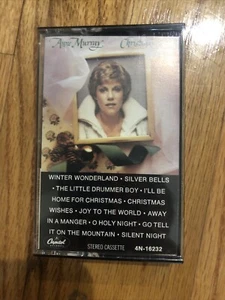 Anne Murray Christmas
WINTER WONDERLAND • SILVER BELLS
• THE LITTLE DRUMMER BOY • I'LL BE
HOME FOR CHRISTMAS • CHRISTMAS
WISHES • JOY TO THE WORLD • AWAY
IN A MANGER • O HOLY NIGHT • GO TELL
IT ON THE MOUNTAIN • SILENT NIGHT
Capitol
STEREO CASSETTE
4N-16232